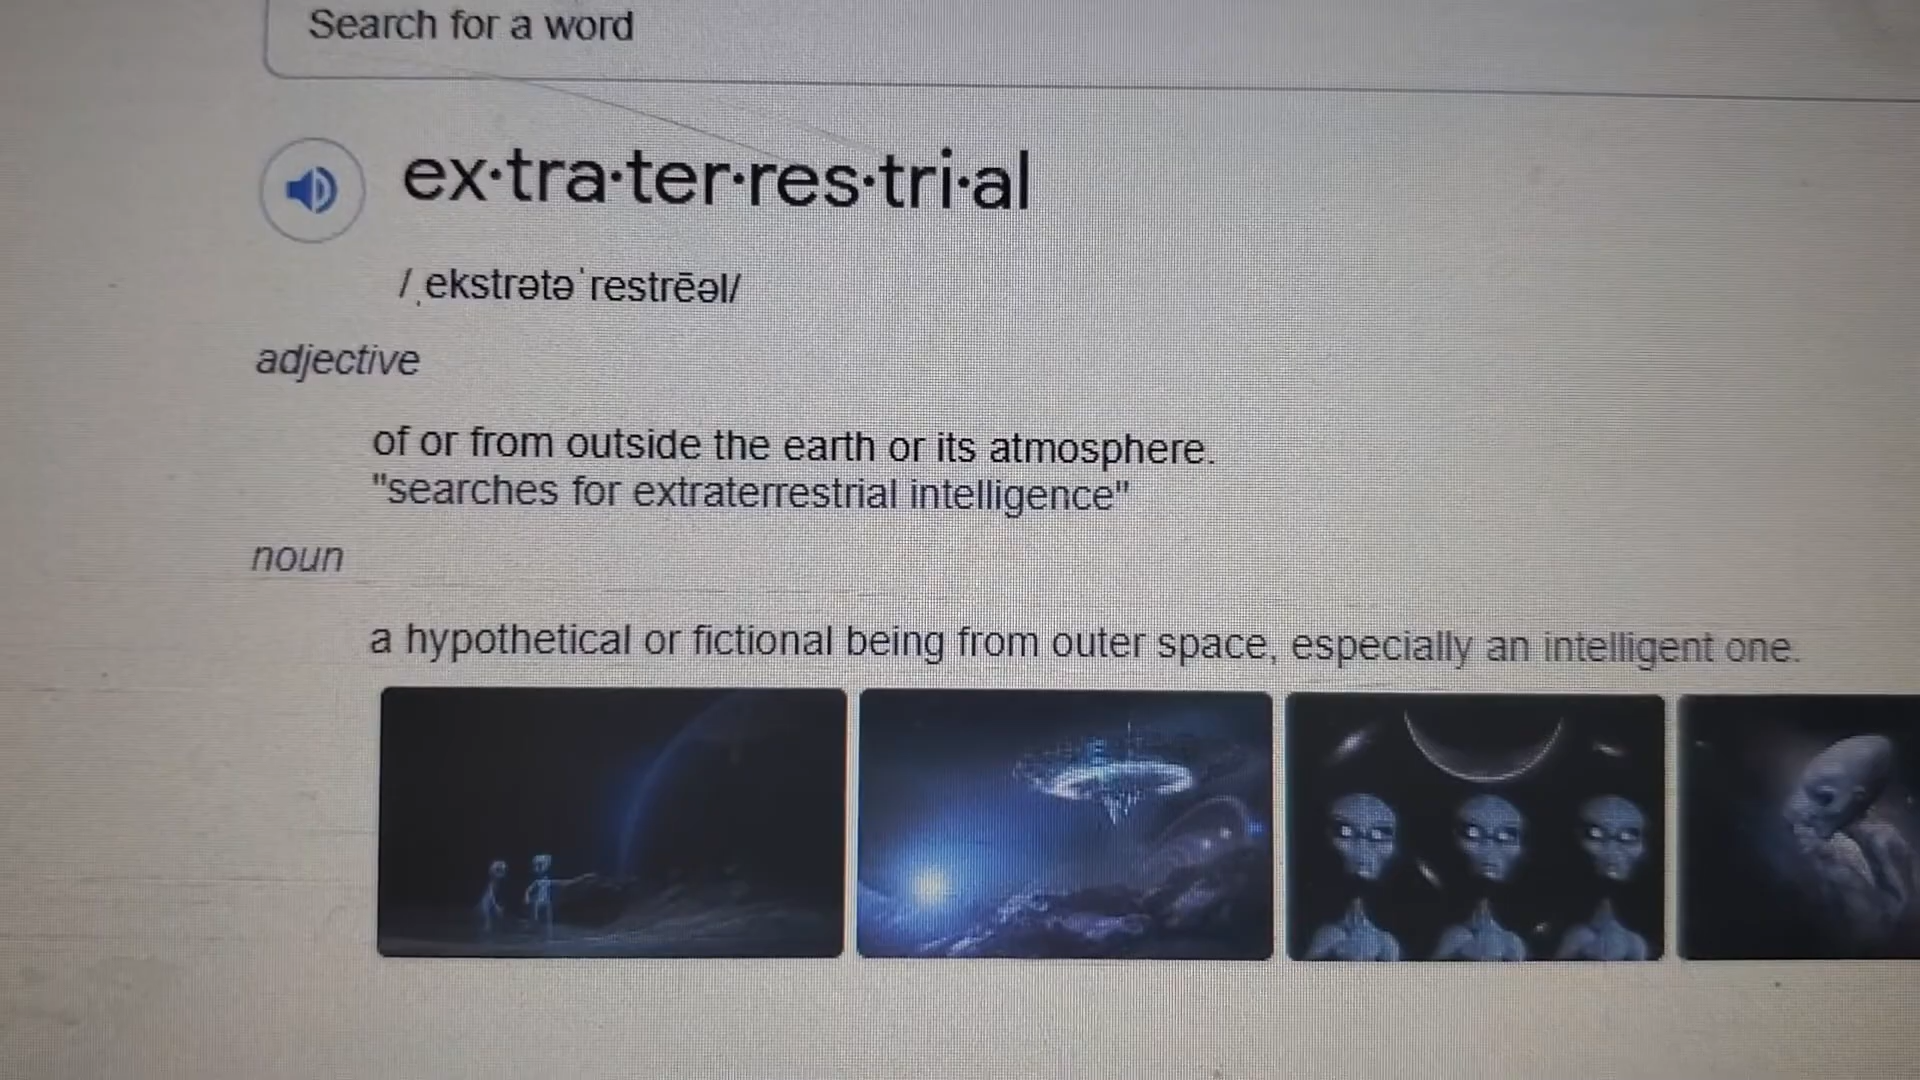 Search for a word
ex·tra·ter·res·tri·al
/ˌekstrətəˈrestrēəl/
adjective
of or from outside the earth or its atmosphere.
"searches for extraterrestrial intelligence"
noun
a hypothetical or fictional being from outer space, especially an intelligent one.